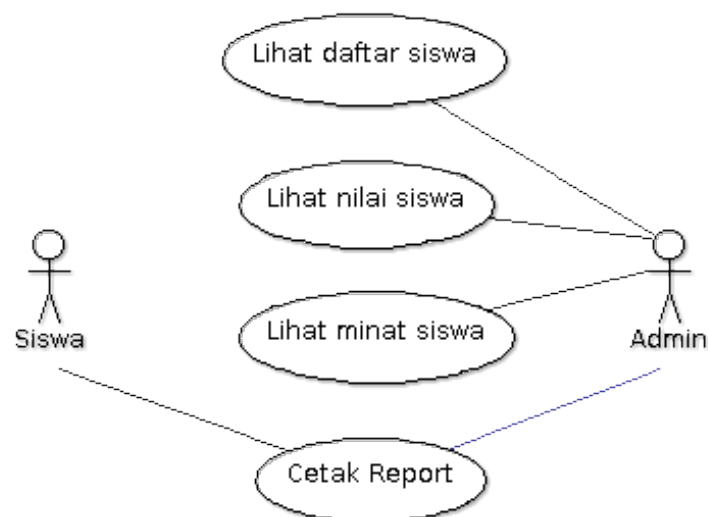 Lihat daftar siswa
Lihat nilai siswa
Lihat minat siswa
Siswa
Admin
Cetak Report